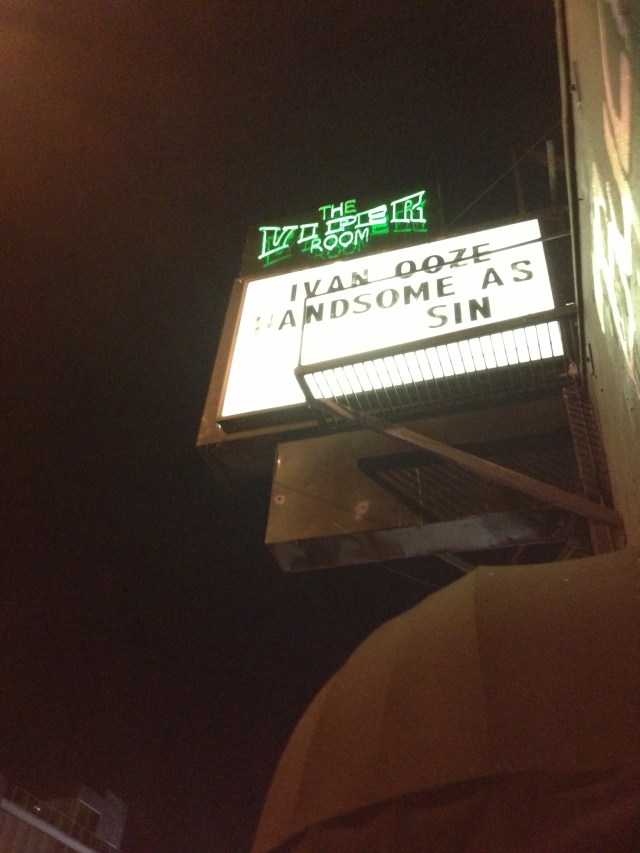 THE
VIPER
ROOM
IVAN OOZE
HANDSOME AS
SIN